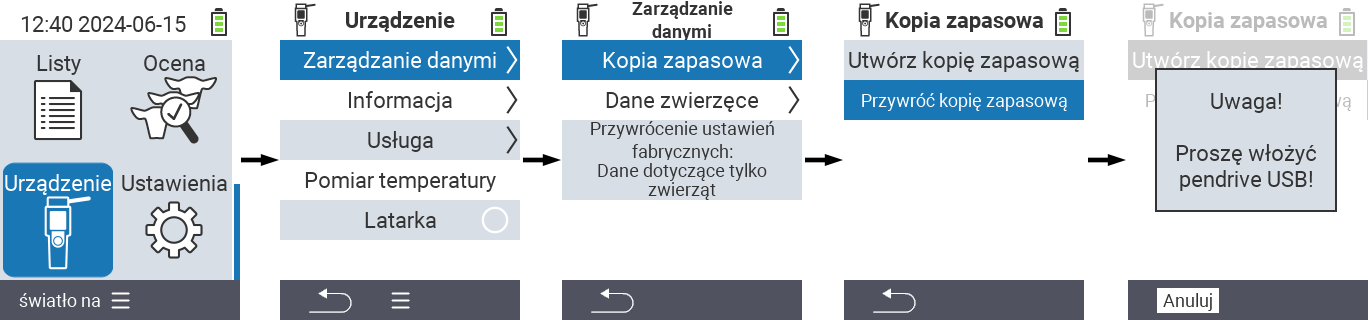 12:40 2024-06-15
Listy
Ocena
Urządzenie
Ustawienia
światło na
Urządzenie
Zarządzanie danymi
Informacja
Usługa
Pomiar temperatury
Latarka
Zarządzanie
danymi
Kopia zapasowa
Dane zwierzęce
Przywrócenie ustawień
fabrycznych:
Dane dotyczące tylko
zwierząt
Kopia zapasowa
Utwórz kopię zapasową
Przywróć kopię zapasową
Kopia zapasowa
Utwórz kopię zapasową
Uwaga!
Proszę włożyć
pendrive USB!
Anuluj